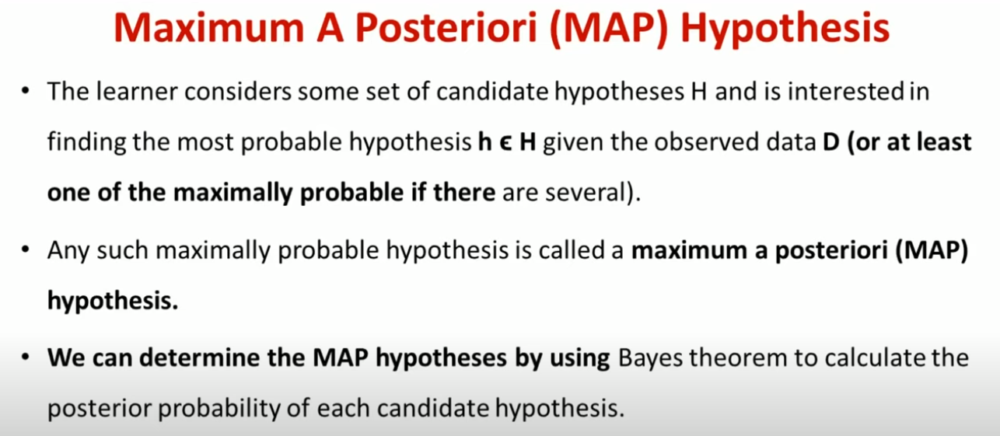 Maximum A Posteriori (MAP) Hypothesis
• The learner considers some set of candidate hypotheses H and is interested in
finding the most probable hypothesis h ϵ H given the observed data D (or at least
one of the maximally probable if there are several).
• Any such maximally probable hypothesis is called a maximum a posteriori (MAP)
hypothesis.
• We can determine the MAP hypotheses by using Bayes theorem to calculate the
posterior probability of each candidate hypothesis.